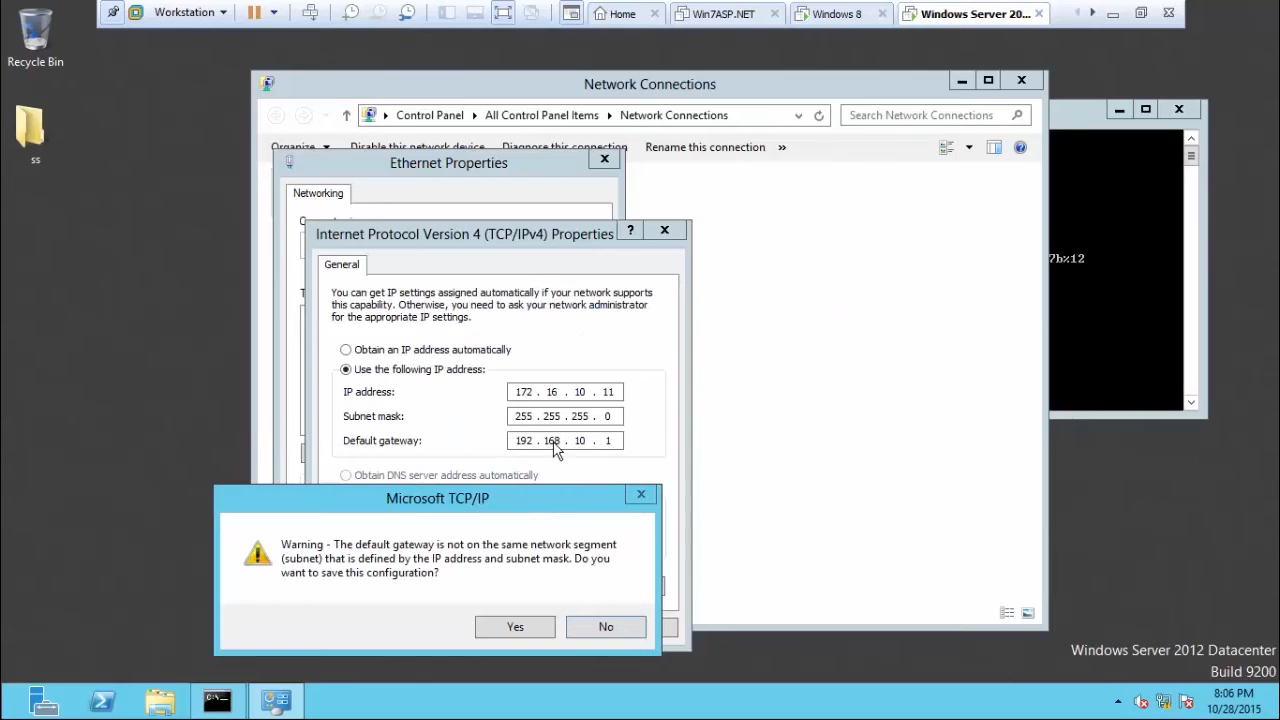 Workstation
Home
Win7ASP.NET
Windows 8
Windows Server 20...
Recycle Bin
ss
Network Connections
Control Panel
All Control Panel Items
Network Connections
Search Network Connections
Organize
Disable this network device
Diagnose this connection
Rename this connection
»
Ethernet Properties
Networking
7b%12
Internet Protocol Version 4 (TCP/IPv4) Properties
?
General
You can get IP settings assigned automatically if your network supports
this capability. Otherwise, you need to ask your network administrator
for the appropriate IP settings.
Obtain an IP address automatically
Use the following IP address:
IP address:
172 . 16 . 10 . 11
Subnet mask:
255 . 255 . 255 . 0
Default gateway:
192 . 168 . 10 . 1
Obtain DNS server address automatically
Microsoft TCP/IP
Warning - The default gateway is not on the same network segment
(subnet) that is defined by the IP address and subnet mask. Do you
want to save this configuration?
Yes
No
Windows Server 2012 Datacenter
Build 9200
8:06 PM
10/28/2015